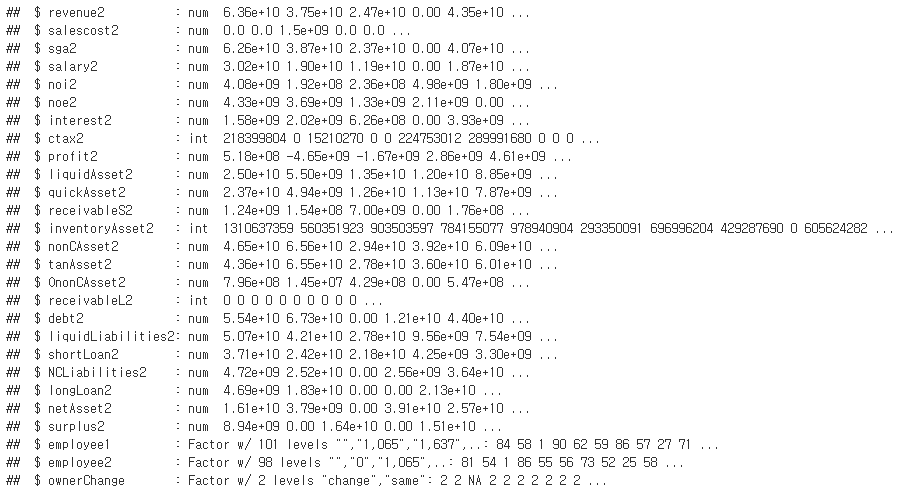 ##  $ revenue2          : num  6.36e+10 3.75e+10 2.47e+10 0.00 4.35e+10 ...
##  $ salescost2        : num  0.0 0.0 1.5e+09 0.0 0.0 ...
##  $ sga2              : num  6.26e+10 3.87e+10 2.37e+10 0.00 4.07e+10 ...
##  $ salary2           : num  3.02e+10 1.90e+10 1.19e+10 0.00 1.87e+10 ...
##  $ noi2              : num  4.08e+09 1.92e+08 2.36e+08 4.98e+09 1.80e+09 ...
##  $ noe2              : num  4.33e+09 3.69e+09 1.33e+09 2.11e+09 0.00 ...
##  $ interest2         : num  1.58e+09 2.02e+09 6.26e+08 0.00 3.93e+09 ...
##  $ ctax2             : int  218399804 0 15210270 0 0 224753012 289991680 0 0 0 ...
##  $ profit2           : num  5.18e+08 -4.65e+09 -1.67e+09 2.86e+09 4.61e+09 ...
##  $ liquidAsset2      : num  2.50e+10 5.50e+09 1.35e+10 1.20e+10 8.85e+09 ...
##  $ quickAsset2       : num  2.37e+10 4.94e+09 1.26e+10 1.13e+10 7.87e+09 ...
##  $ receivableS2      : num  1.24e+09 1.54e+08 7.00e+09 0.00 1.76e+08 ...
##  $ inventoryAsset2   : int  1310637359 560351923 903503597 784155077 978940904 293350091 696996204 429287690 0 605624282 ...
##  $ nonCAsset2        : num  4.65e+10 6.56e+10 2.94e+10 3.92e+10 6.09e+10 ...
##  $ tanAsset2         : num  4.36e+10 6.55e+10 2.78e+10 3.60e+10 6.01e+10 ...
##  $ OnonCAsset2       : num  7.96e+08 1.45e+07 4.29e+08 0.00 5.47e+08 ...
##  $ receivableL2      : int  0 0 0 0 0 0 0 0 0 0 ...
##  $ debt2             : num  5.54e+10 6.73e+10 0.00 1.21e+10 4.40e+10 ...
##  $ liquidLiabilities2: num  5.07e+10 4.21e+10 2.78e+10 9.56e+09 7.54e+09 ...
##  $ shortLoan2        : num  3.71e+10 2.42e+10 2.18e+10 4.25e+09 3.30e+09 ...
##  $ NCLiabilities2    : num  4.72e+09 2.52e+10 0.00 2.56e+09 3.64e+10 ...
##  $ longLoan2         : num  4.69e+09 1.83e+10 0.00 0.00 2.13e+10 ...
##  $ netAsset2         : num  1.61e+10 3.79e+09 0.00 3.91e+10 2.57e+10 ...
##  $ surplus2          : num  8.94e+09 0.00 1.64e+10 0.00 1.51e+10 ...
##  $ employee1         : Factor w/ 101 levels "","1,065","1,637",..: 84 58 1 90 62 59 86 57 27 71 ...
##  $ employee2         : Factor w/ 98 levels "","0","1,065",..: 81 54 1 86 55 56 73 52 25 58 ...
##  $ ownerChange       : Factor w/ 2 levels "change","same": 2 2 NA 2 2 2 2 2 2 2 ...